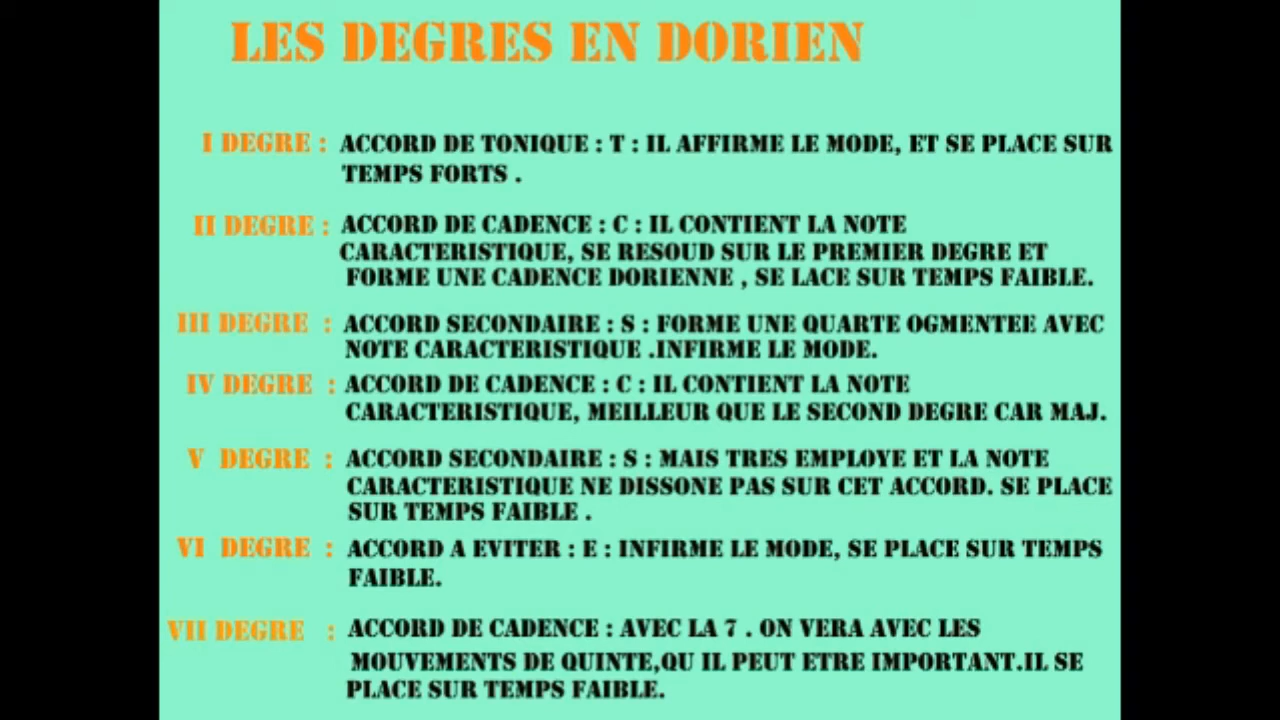 LES DEGRES EN DORIEN
I DEGRE : ACCORD DE TONIQUE : T : IL AFFIRME LE MODE, ET SE PLACE SUR
TEMPS FORTS .
II DEGRE : ACCORD DE CADENCE : C : IL CONTIENT LA NOTE
CARACTERISTIQUE, SE RESOUD SUR LE PREMIER DEGRE ET
FORME UNE CADENCE DORIENNE , SE LACE SUR TEMPS FAIBLE.
III DEGRE : ACCORD SECONDAIRE : S : FORME UNE QUARTE OGMENTEE AVEC
NOTE CARACTERISTIQUE .INFIRME LE MODE.
IV DEGRE : ACCORD DE CADENCE : C : IL CONTIENT LA NOTE
CARACTERISTIQUE, MEILLEUR QUE LE SECOND DEGRE CAR MAJ.
V DEGRE : ACCORD SECONDAIRE : S : MAIS TRES EMPLOYE ET LA NOTE
CARACTERISTIQUE NE DISSONE PAS SUR CET ACCORD. SE PLACE
SUR TEMPS FAIBLE .
VI DEGRE : ACCORD A EVITER : E : INFIRME LE MODE, SE PLACE SUR TEMPS
FAIBLE.
VII DEGRE : ACCORD DE CADENCE : AVEC LA 7 . ON VERA AVEC LES
MOUVEMENTS DE QUINTE,QU IL PEUT ETRE IMPORTANT.IL SE
PLACE SUR TEMPS FAIBLE.